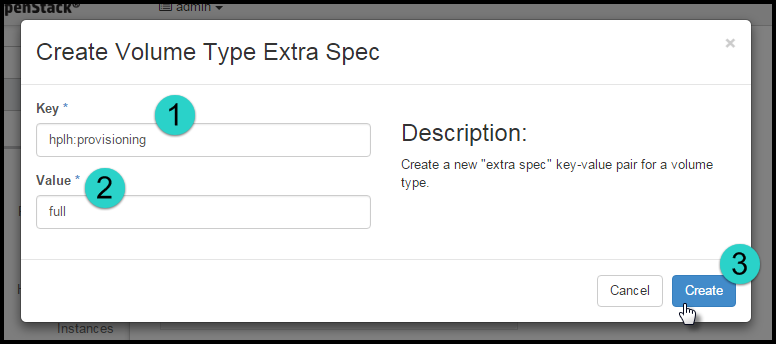 penStack®
admin
Create Volume Type Extra Spec
×
Key *
1
hplh:provisioning
Description:
Create a new "extra spec" key-value pair for a volume
type.
Value *
2
full
3
Cancel
Create
Instances